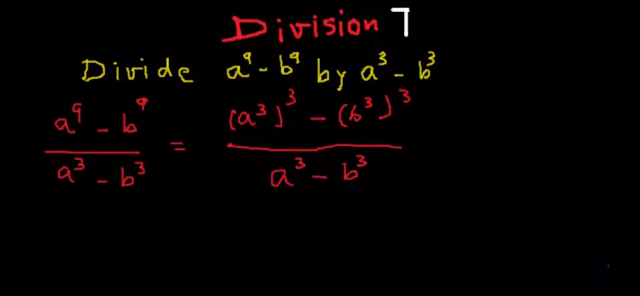 Division 7
Divide a⁹ - b⁹ by a³ - b³
(a⁹ - b⁹)/(a³ - b³) = ((a³)³ - (b³)³)/(a³ - b³)